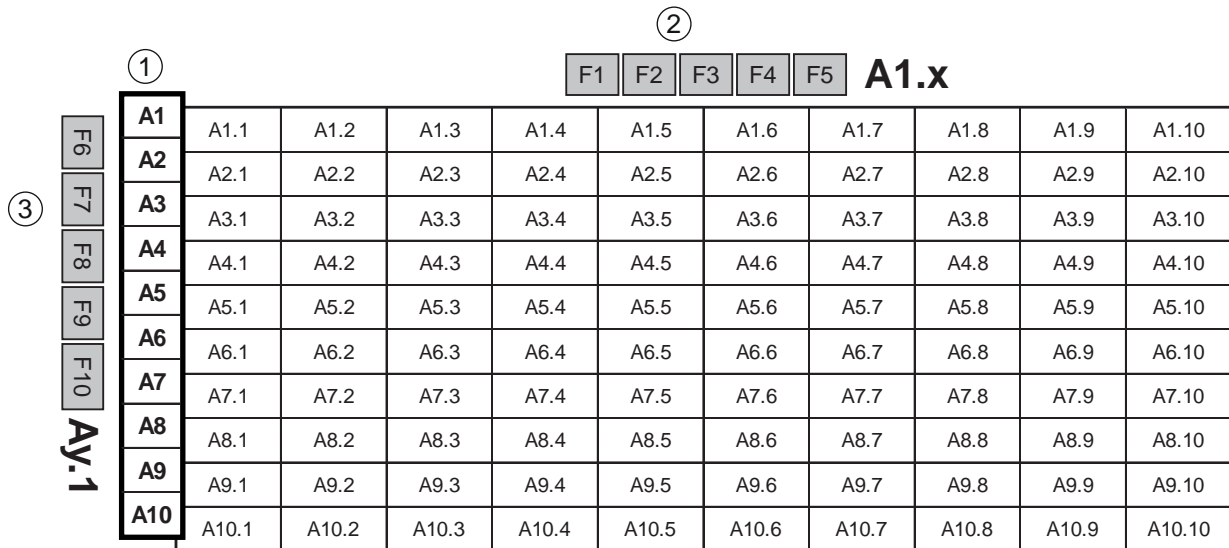 ②
①
F1 F2 F3 F4 F5 A1.x
③
F6 F7 F8 F9 F10 Ay.1
A1 A1.1 A1.2 A1.3 A1.4 A1.5 A1.6 A1.7 A1.8 A1.9 A1.10
A2 A2.1 A2.2 A2.3 A2.4 A2.5 A2.6 A2.7 A2.8 A2.9 A2.10
A3 A3.1 A3.2 A3.3 A3.4 A3.5 A3.6 A3.7 A3.8 A3.9 A3.10
A4 A4.1 A4.2 A4.3 A4.4 A4.5 A4.6 A4.7 A4.8 A4.9 A4.10
A5 A5.1 A5.2 A5.3 A5.4 A5.5 A5.6 A5.7 A5.8 A5.9 A5.10
A6 A6.1 A6.2 A6.3 A6.4 A6.5 A6.6 A6.7 A6.8 A6.9 A6.10
A7 A7.1 A7.2 A7.3 A7.4 A7.5 A7.6 A7.7 A7.8 A7.9 A7.10
A8 A8.1 A8.2 A8.3 A8.4 A8.5 A8.6 A8.7 A8.8 A8.9 A8.10
A9 A9.1 A9.2 A9.3 A9.4 A9.5 A9.6 A9.7 A9.8 A9.9 A9.10
A10 A10.1 A10.2 A10.3 A10.4 A10.5 A10.6 A10.7 A10.8 A10.9 A10.10